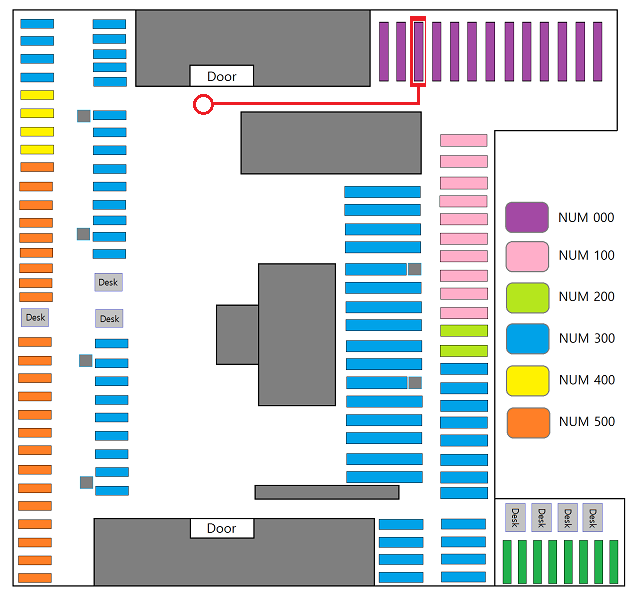 Door
NUM 000
NUM 100
Desk
NUM 200
Desk
Desk
NUM 300
NUM 400
NUM 500
Desk
Desk
Desk
Desk
Door